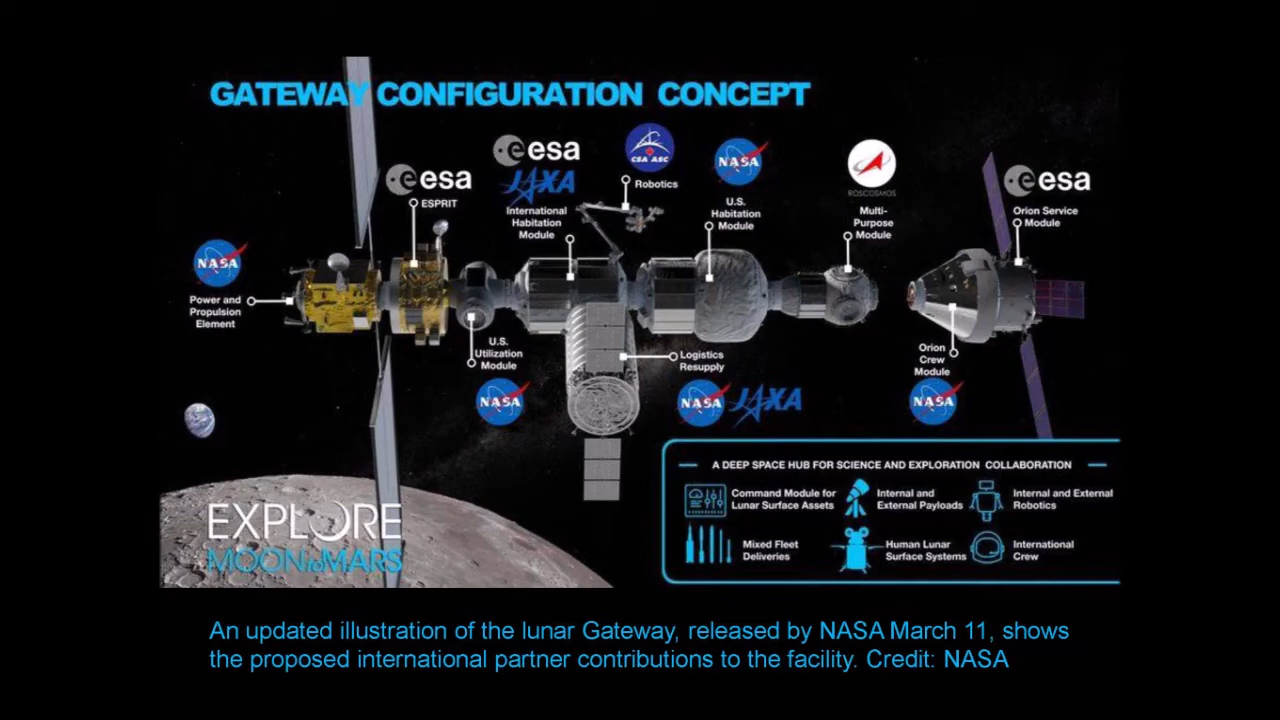 GATEWAY CONFIGURATION CONCEPT
esa
ESPRIT
esa
JAXA
International
Habitation
Module
CSA ASC
Robotics
NASA
U.S.
Habitation
Module
ROSCOSMOS
Multi-
Purpose
Module
esa
Orion Service
Module
NASA
Power and
Propulsion
Element
U.S.
Utilization
Module
NASA
Logistics
Resupply
NASA JAXA
Orion
Crew
Module
NASA
A DEEP SPACE HUB FOR SCIENCE AND EXPLORATION COLLABORATION
Command Module for
Lunar Surface Assets
Internal and
External Payloads
Internal and External
Robotics
Mixed Fleet
Deliveries
Human Lunar
Surface Systems
International
Crew
EXPLORE
MOONtoMARS
An updated illustration of the lunar Gateway, released by NASA March 11, shows
the proposed international partner contributions to the facility. Credit: NASA